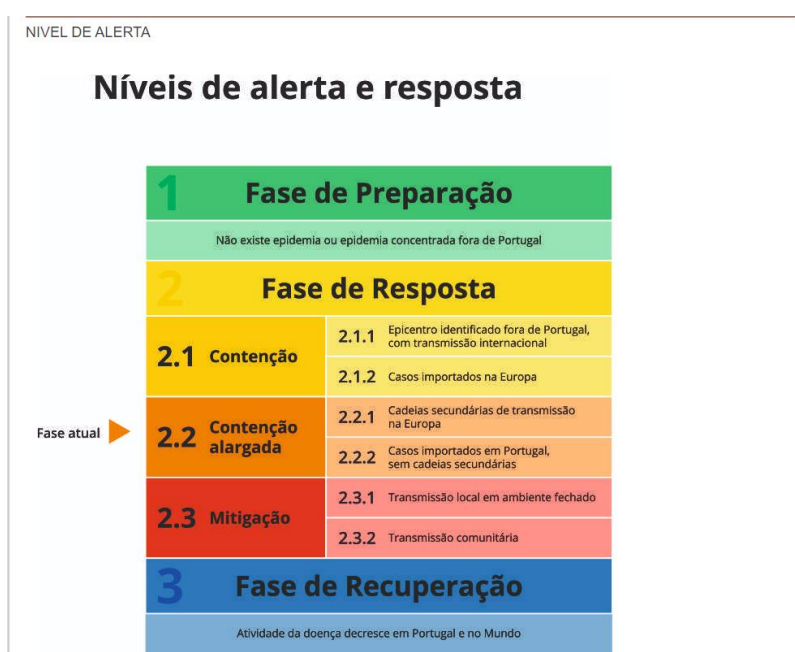 NIVEL DE ALERTA
Níveis de alerta e resposta
1 Fase de Preparação
Não existe epidemia ou epidemia concentrada fora de Portugal
2 Fase de Resposta
2.1 Contenção
2.1.1 Epicentro identificado fora de Portugal,
com transmissão internacional
2.1.2 Casos importados na Europa
Fase atual
2.2 Contenção
alargada
2.2.1 Cadeias secundárias de transmissão
na Europa
2.2.2 Casos importados em Portugal,
sem cadeias secundárias
2.3 Mitigação
2.3.1 Transmissão local em ambiente fechado
2.3.2 Transmissão comunitária
3 Fase de Recuperação
Atividade da doença decresce em Portugal e no Mundo